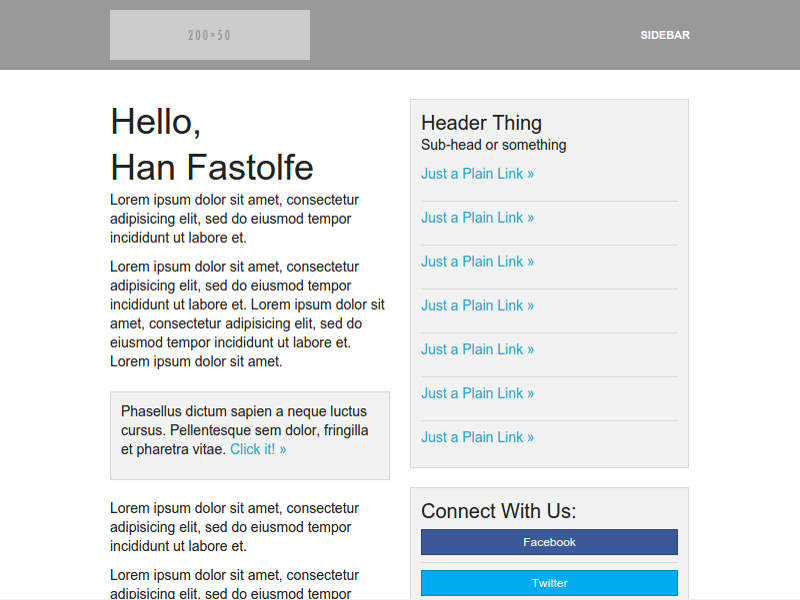 200×50
SIDEBAR
Hello,
Han Fastolfe
Lorem ipsum dolor sit amet, consectetur
adipisicing elit, sed do eiusmod tempor
incididunt ut labore et.
Lorem ipsum dolor sit amet, consectetur
adipisicing elit, sed do eiusmod tempor
incididunt ut labore et. Lorem ipsum dolor sit
amet, consectetur adipisicing elit, sed do
eiusmod tempor incididunt ut labore et.
Lorem ipsum dolor sit amet.
Phasellus dictum sapien a neque luctus
cursus. Pellentesque sem dolor, fringilla
et pharetra vitae. Click it! »
Lorem ipsum dolor sit amet, consectetur
adipisicing elit, sed do eiusmod tempor
incididunt ut labore et.
Lorem ipsum dolor sit amet, consectetur
adipisicing elit, sed do eiusmod tempor
Header Thing
Sub-head or something
Just a Plain Link »
Just a Plain Link »
Just a Plain Link »
Just a Plain Link »
Just a Plain Link »
Just a Plain Link »
Just a Plain Link »
Connect With Us:
Facebook
Twitter